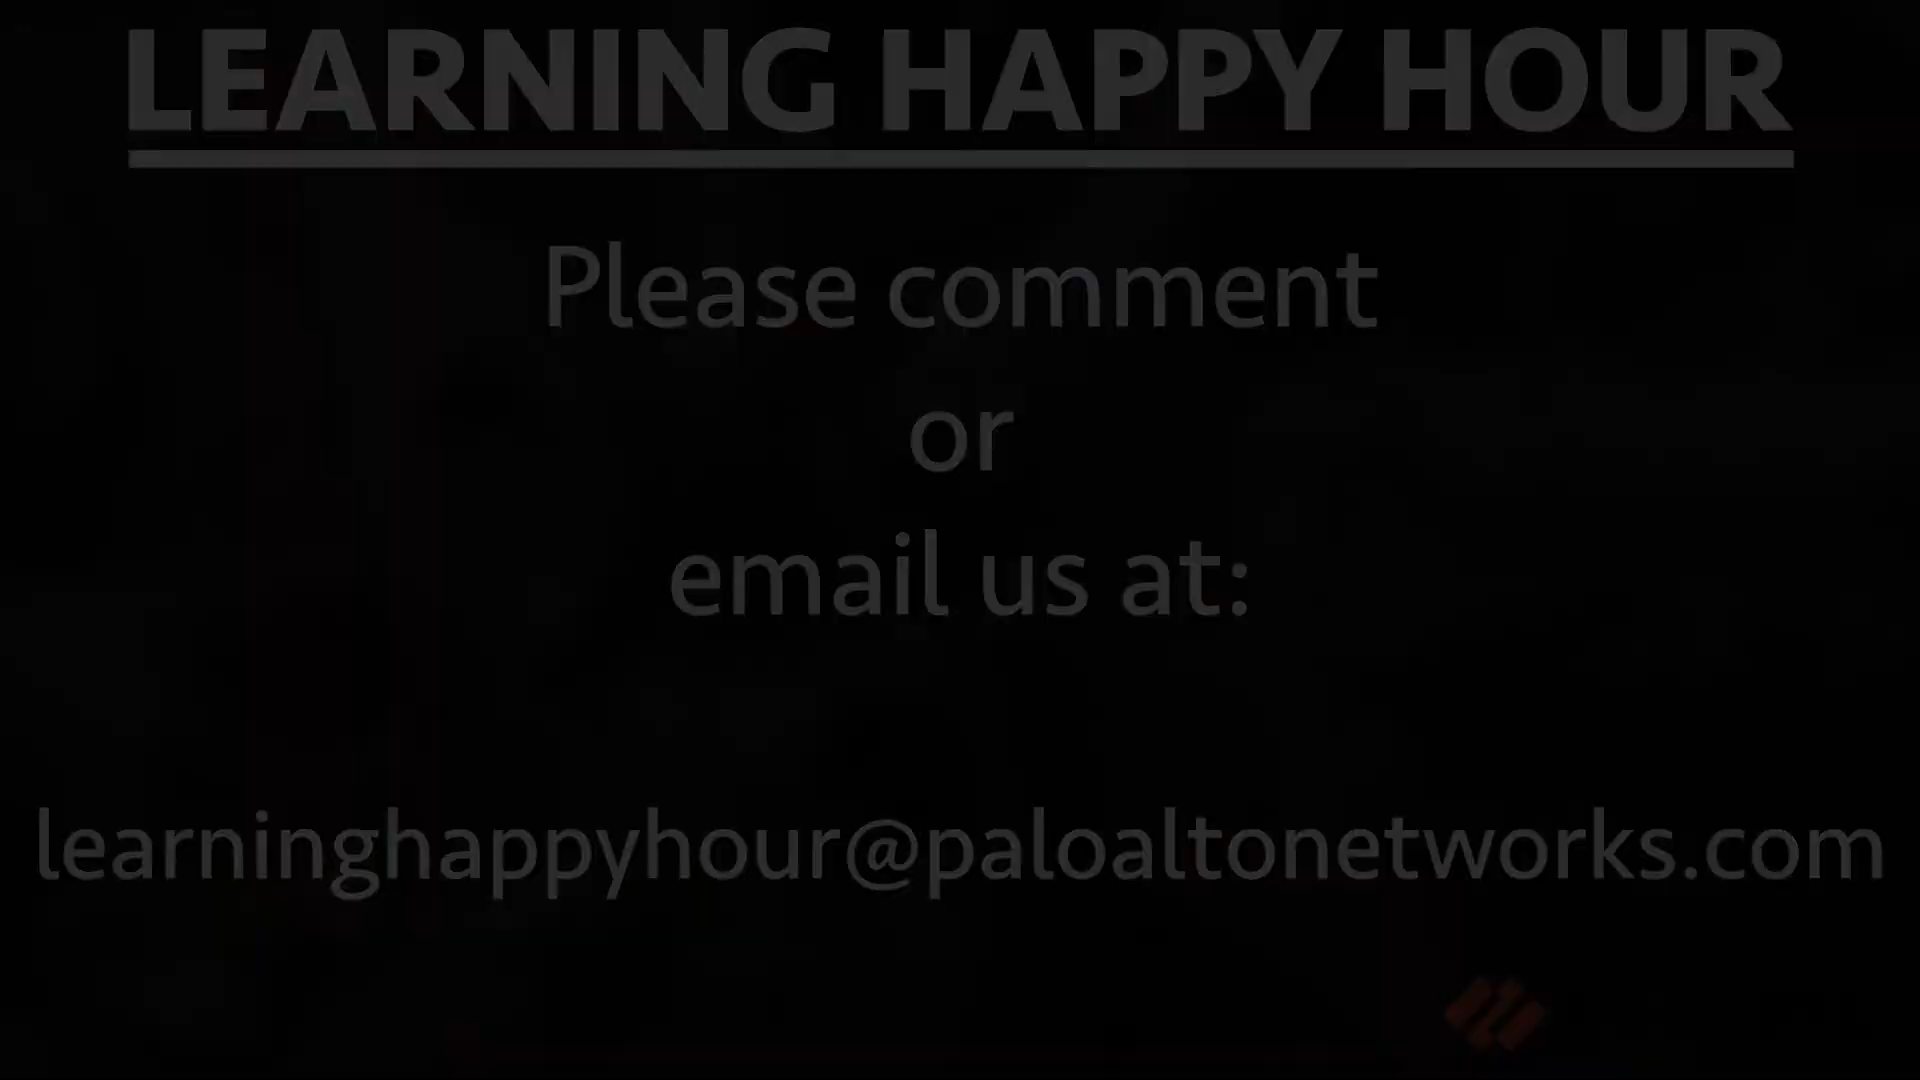 LEARNING HAPPY HOUR
Please comment
or
email us at:
learninghappyhour@paloaltonetworks.com